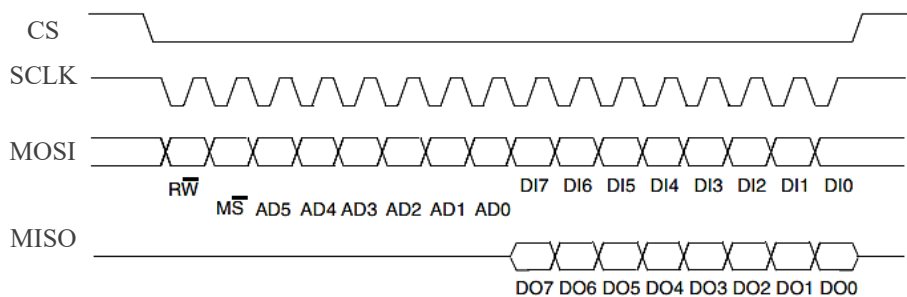 CS
SCLK
MOSI
DI7 DI6 DI5 DI4 DI3 DI2 DI1 DI0
RW̅
MS̅ AD5 AD4 AD3 AD2 AD1 AD0
MISO
DO7 DO6 DO5 DO4 DO3 DO2 DO1 DO0